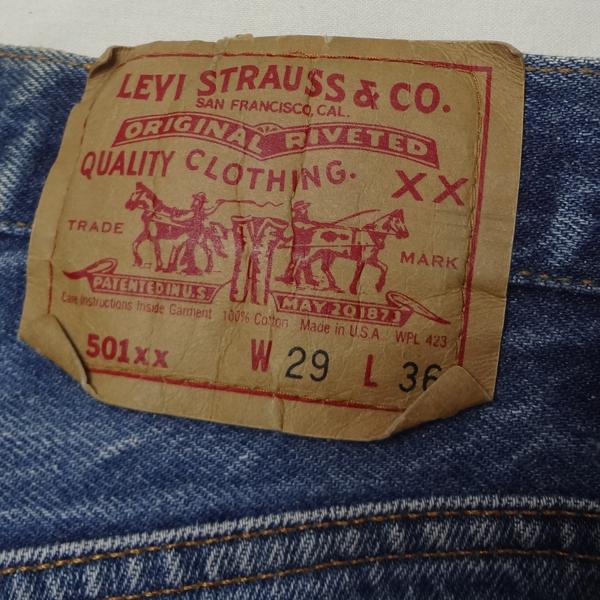 LEVI STRAUSS & CO.
SAN FRANCISCO, CAL.
ORIGINAL RIVETED
QUALITY CLOTHING.
XX
TRADE MARK
PATENTED IN U.S. MAY 20 1873
Care Instructions Inside Garment 100% Cotton Made in U.S.A WPL 423
501xx W 29 L 36